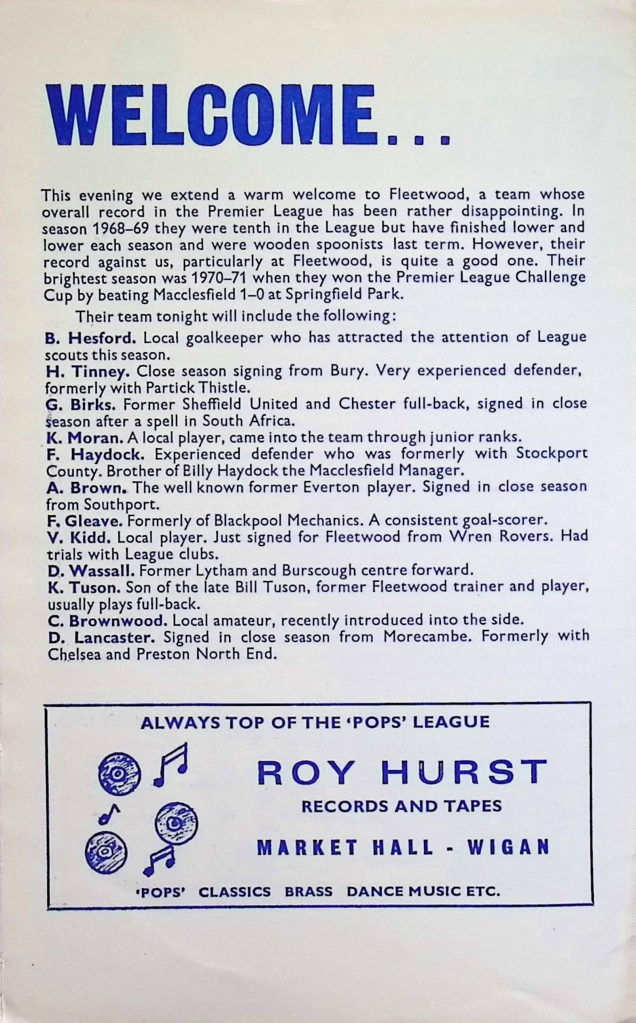 WELCOME...
This evening we extend a warm welcome to Fleetwood, a team whose
overall record in the Premier League has been rather disappointing. In
season 1968–69 they were tenth in the League but have finished lower and
lower each season and were wooden spoonists last term. However, their
record against us, particularly at Fleetwood, is quite a good one. Their
brightest season was 1970–71 when they won the Premier League Challenge
Cup by beating Macclesfield 1–0 at Springfield Park.
Their team tonight will include the following:
B. Hesford. Local goalkeeper who has attracted the attention of League
scouts this season.
H. Tinney. Close season signing from Bury. Very experienced defender,
formerly with Partick Thistle.
G. Birks. Former Sheffield United and Chester full-back, signed in close
season after a spell in South Africa.
K. Moran. A local player, came into the team through junior ranks.
F. Haydock. Experienced defender who was formerly with Stockport
County. Brother of Billy Haydock the Macclesfield Manager.
A. Brown. The well known former Everton player. Signed in close season
from Southport.
F. Gleave. Formerly of Blackpool Mechanics. A consistent goal-scorer.
V. Kidd. Local player. Just signed for Fleetwood from Wren Rovers. Had
trials with League clubs.
D. Wassall. Former Lytham and Burscough centre forward.
K. Tuson. Son of the late Bill Tuson, former Fleetwood trainer and player,
usually plays full-back.
C. Brownwood. Local amateur, recently introduced into the side.
D. Lancaster. Signed in close season from Morecambe. Formerly with
Chelsea and Preston North End.
ALWAYS TOP OF THE ‘POPS’ LEAGUE
ROY HURST
RECORDS AND TAPES
MARKET HALL - WIGAN
‘POPS’ CLASSICS BRASS DANCE MUSIC ETC.